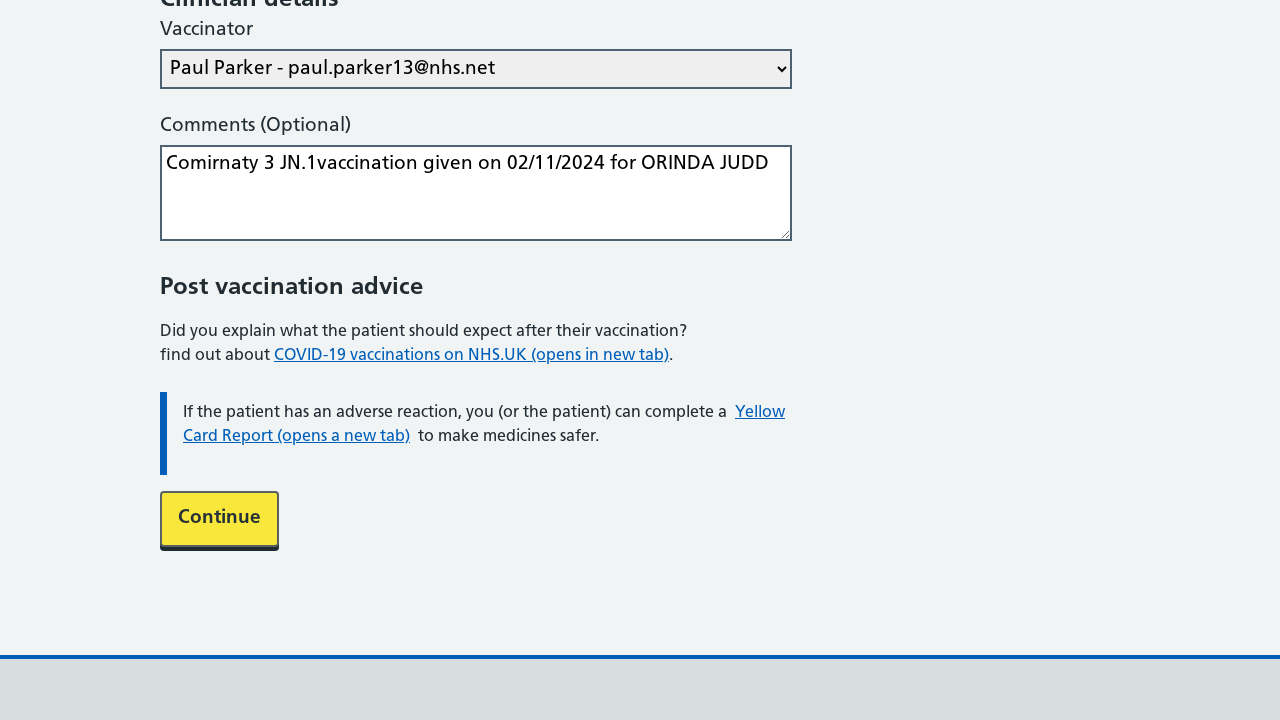 Clinician details
Vaccinator
Paul Parker - paul.parker13@nhs.net
Comments (Optional)
Comirnaty 3 JN.1vaccination given on 02/11/2024 for ORINDA JUDD
Post vaccination advice
Did you explain what the patient should expect after their vaccination?
find out about COVID-19 vaccinations on NHS.UK (opens in new tab).
If the patient has an adverse reaction, you (or the patient) can complete a Yellow
Card Report (opens a new tab) to make medicines safer.
Continue